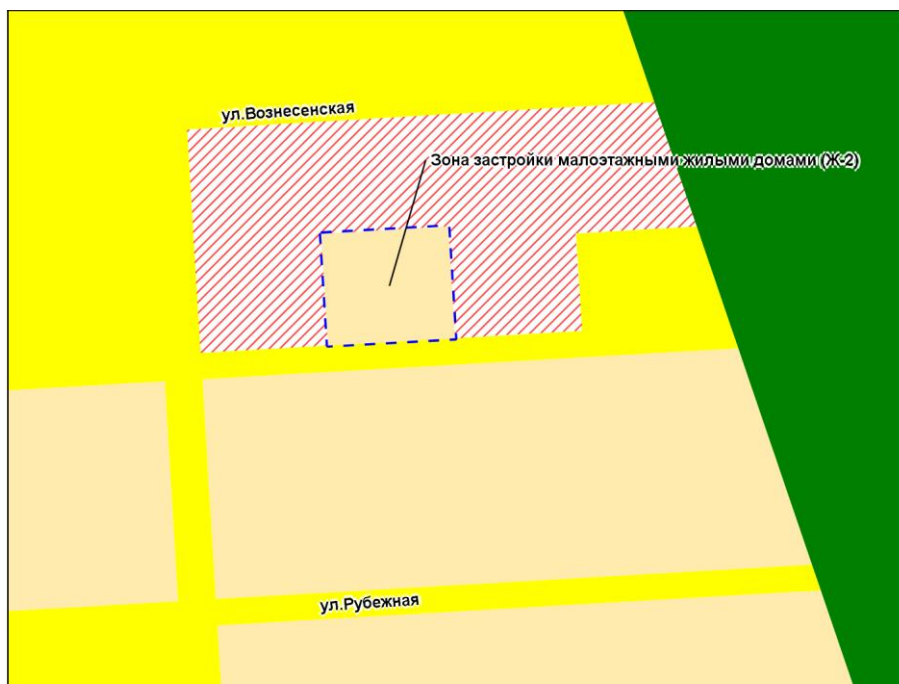 ул.Вознесенская
Зона застройки малоэтажными жилыми домами (Ж-2)
ул.Рубежная